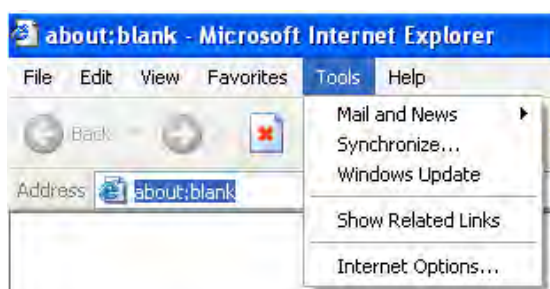 about:blank - Microsoft Internet Explorer
File Edit View Favorites Tools Help
Back
Address about:blank
Mail and News
Synchronize...
Windows Update
Show Related Links
Internet Options...